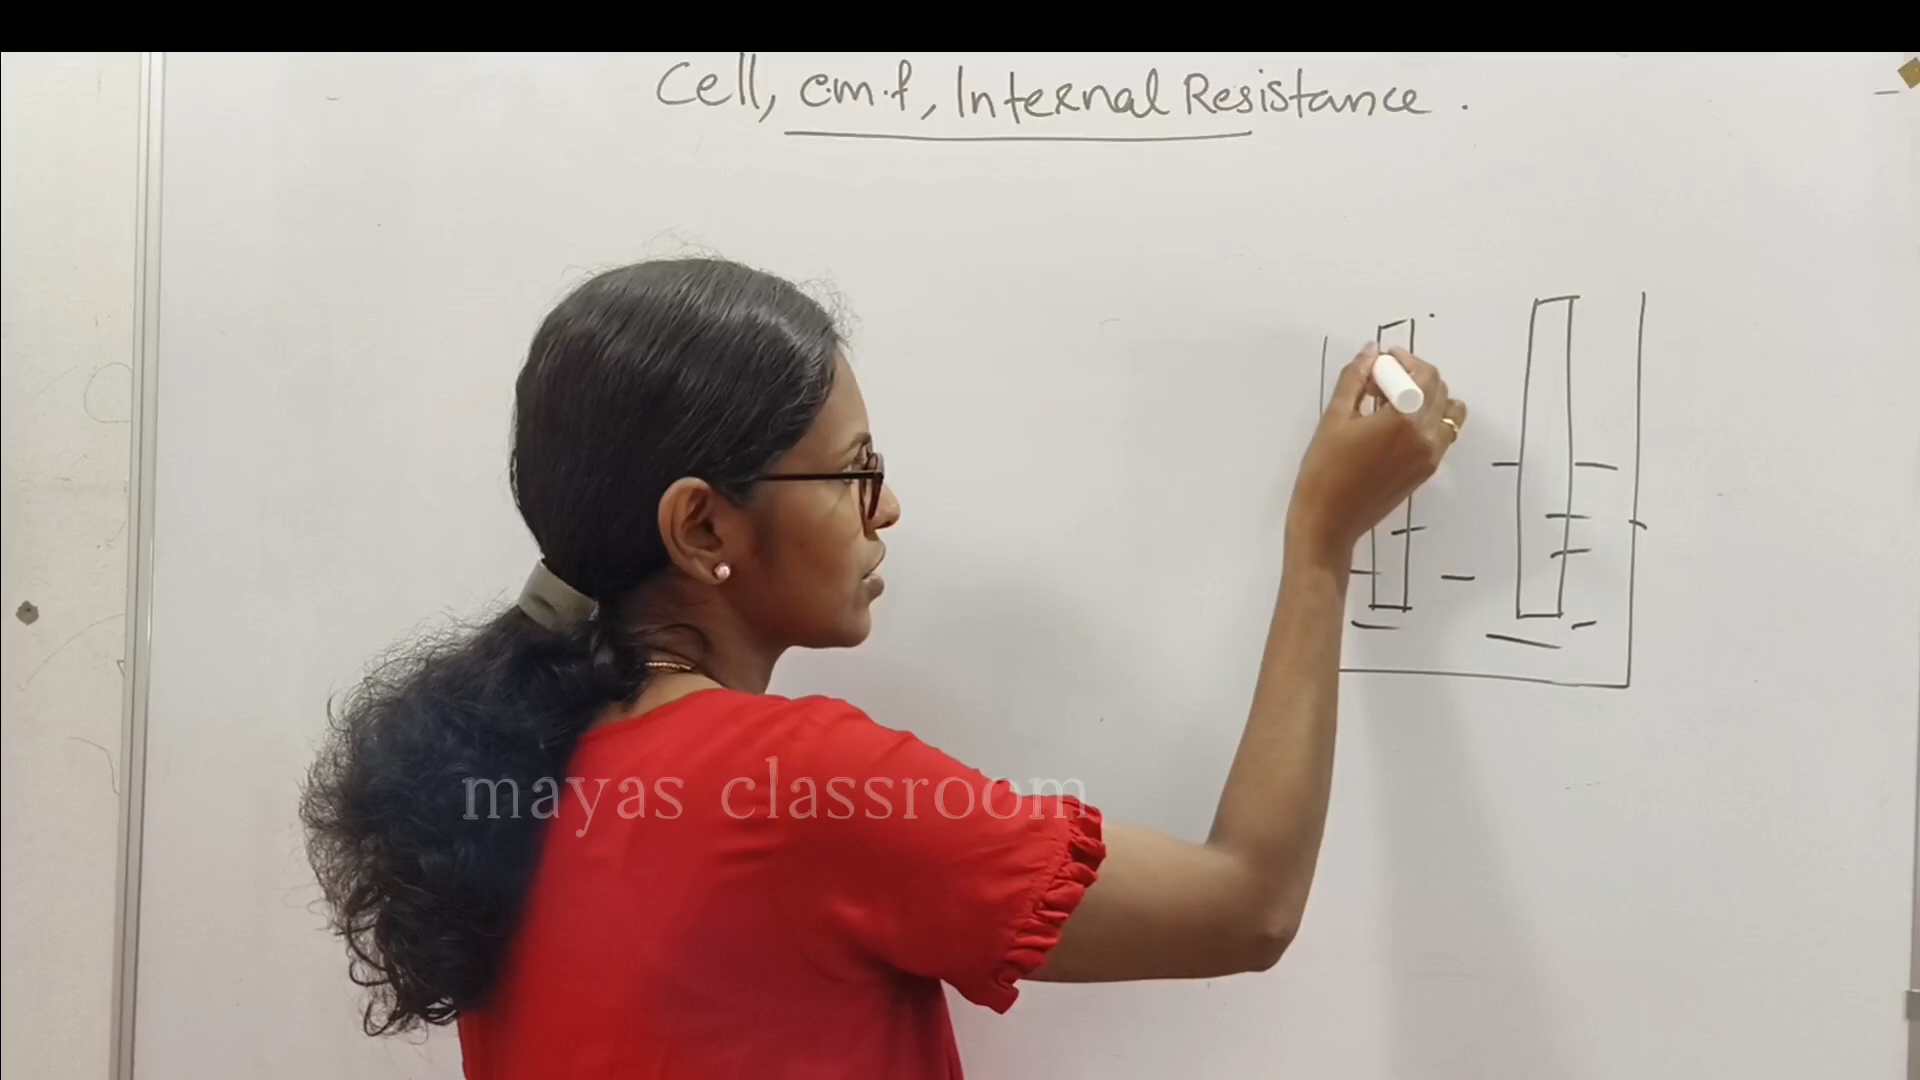 Cell, e.m.f, Internal Resistance.
mayas classroom